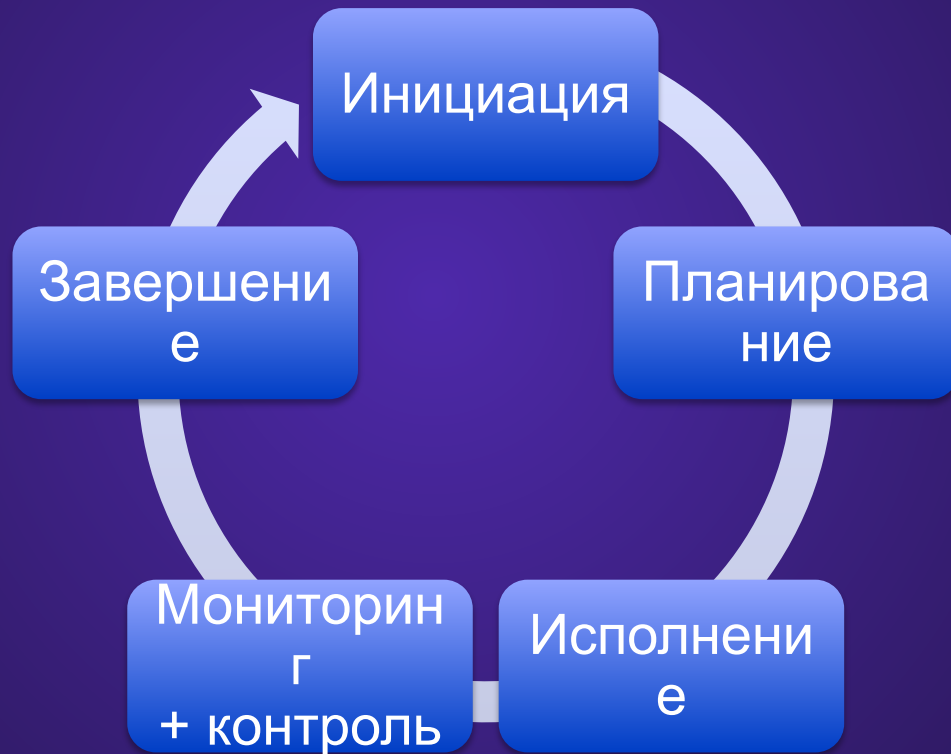 Инициация
Планирова
ние
Исполнени
е
Мониторин
г
+ контроль
Завершени
е